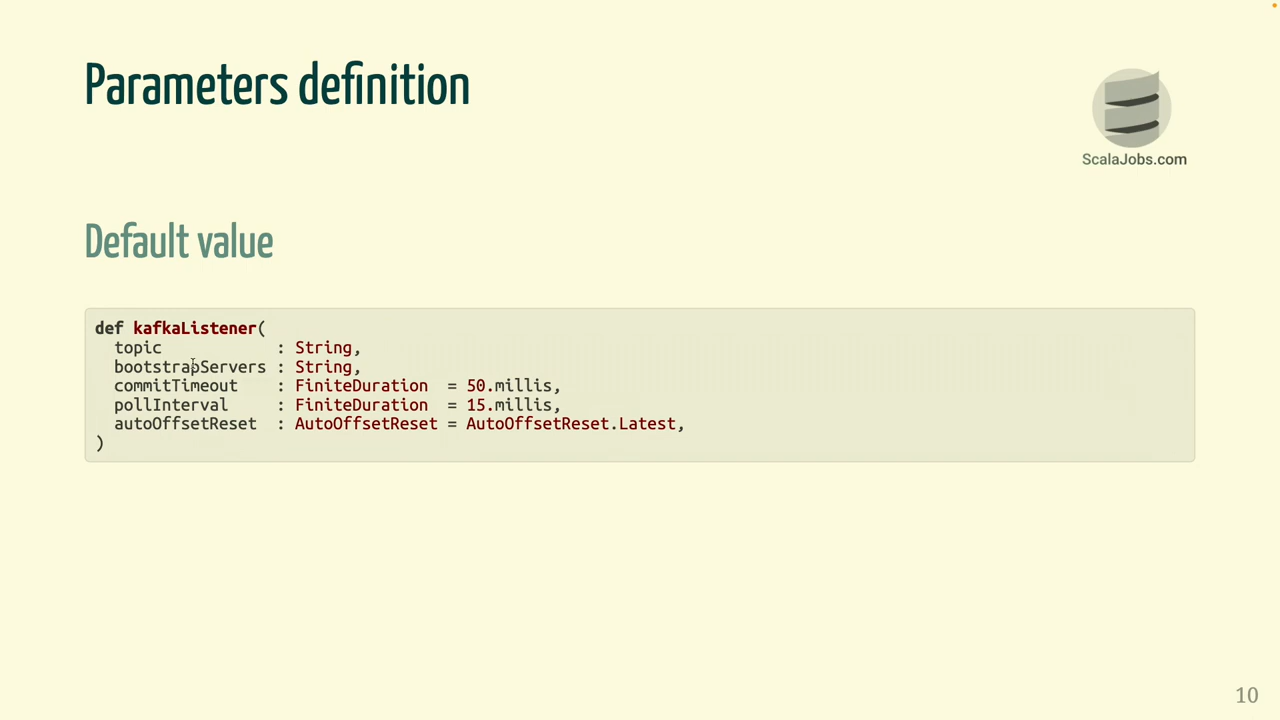 Parameters definition
ScalaJobs.com
Default value
def kafkaListener(
  topic            : String,
  bootstrapServers : String,
  commitTimeout    : FiniteDuration  = 50.millis,
  pollInterval     : FiniteDuration  = 15.millis,
  autoOffsetReset  : AutoOffsetReset = AutoOffsetReset.Latest,
)
10